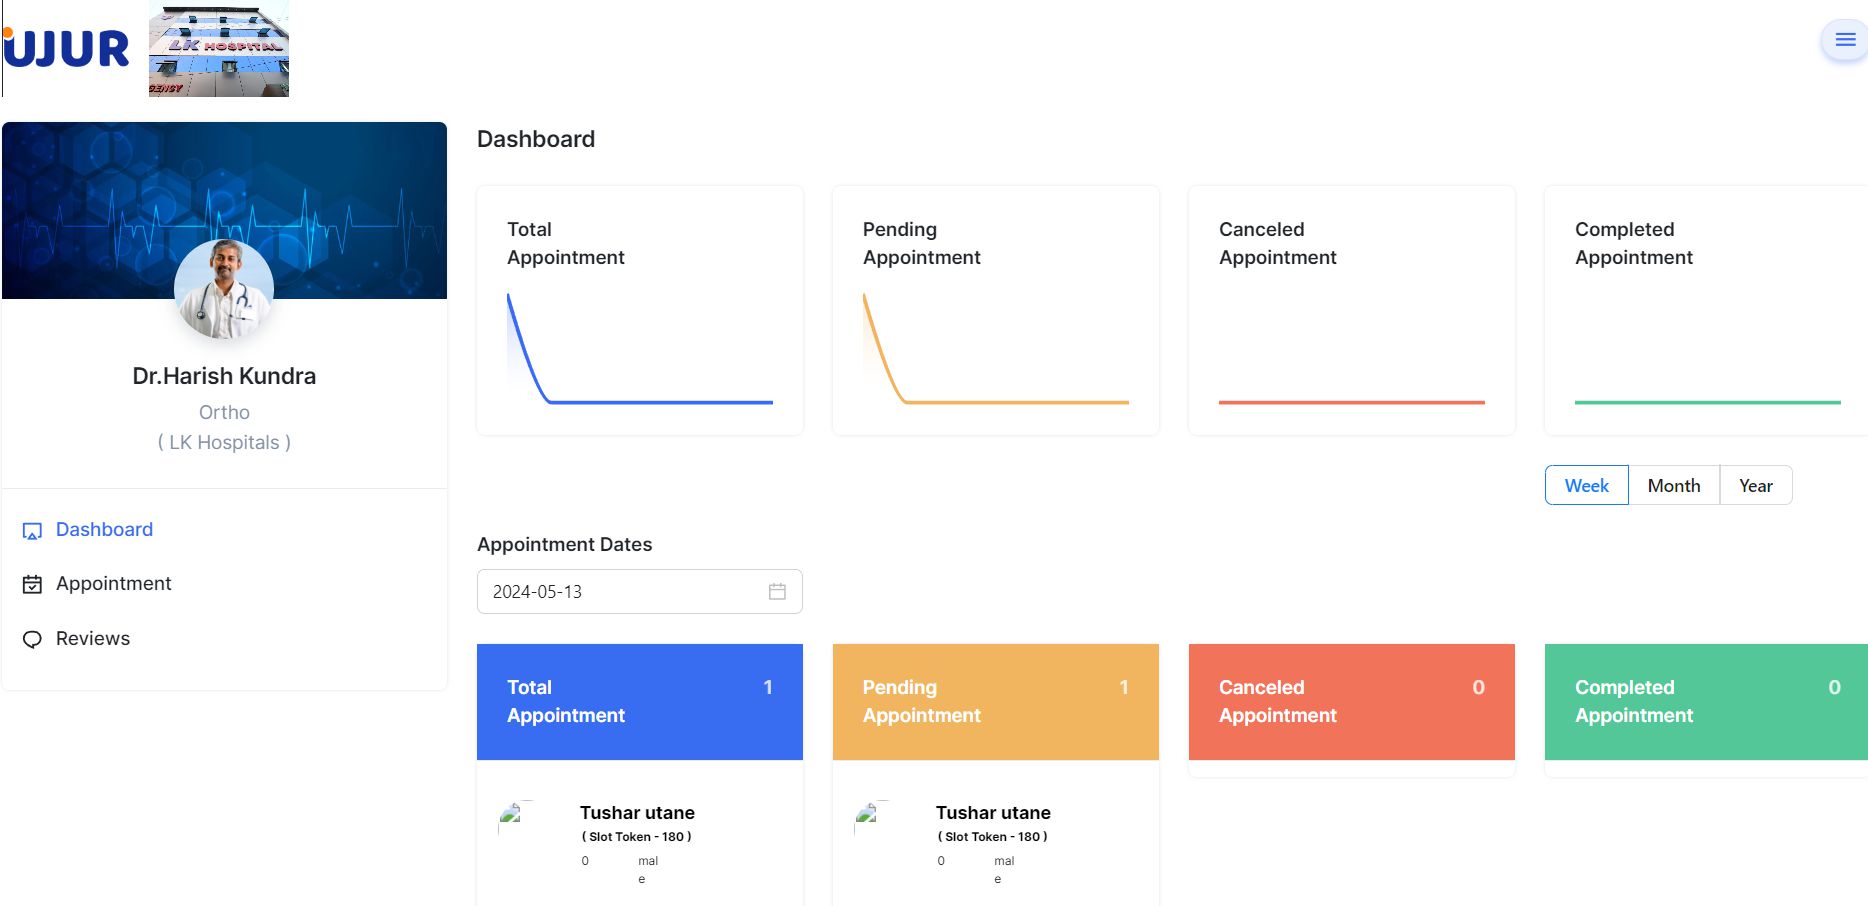 UJUR
LK HOSPITAL
Dashboard
Total
Appointment
Pending
Appointment
Canceled
Appointment
Completed
Appointment
Dr.Harish Kundra
Ortho
( LK Hospitals )
Week
Month
Year
Dashboard
Appointment
Reviews
Appointment Dates
2024-05-13
Total 1
Appointment
Pending 1
Appointment
Canceled 0
Appointment
Completed 0
Appointment
Tushar utane
( Slot Token - 180 )
0 mal
e
Tushar utane
( Slot Token - 180 )
0 mal
e